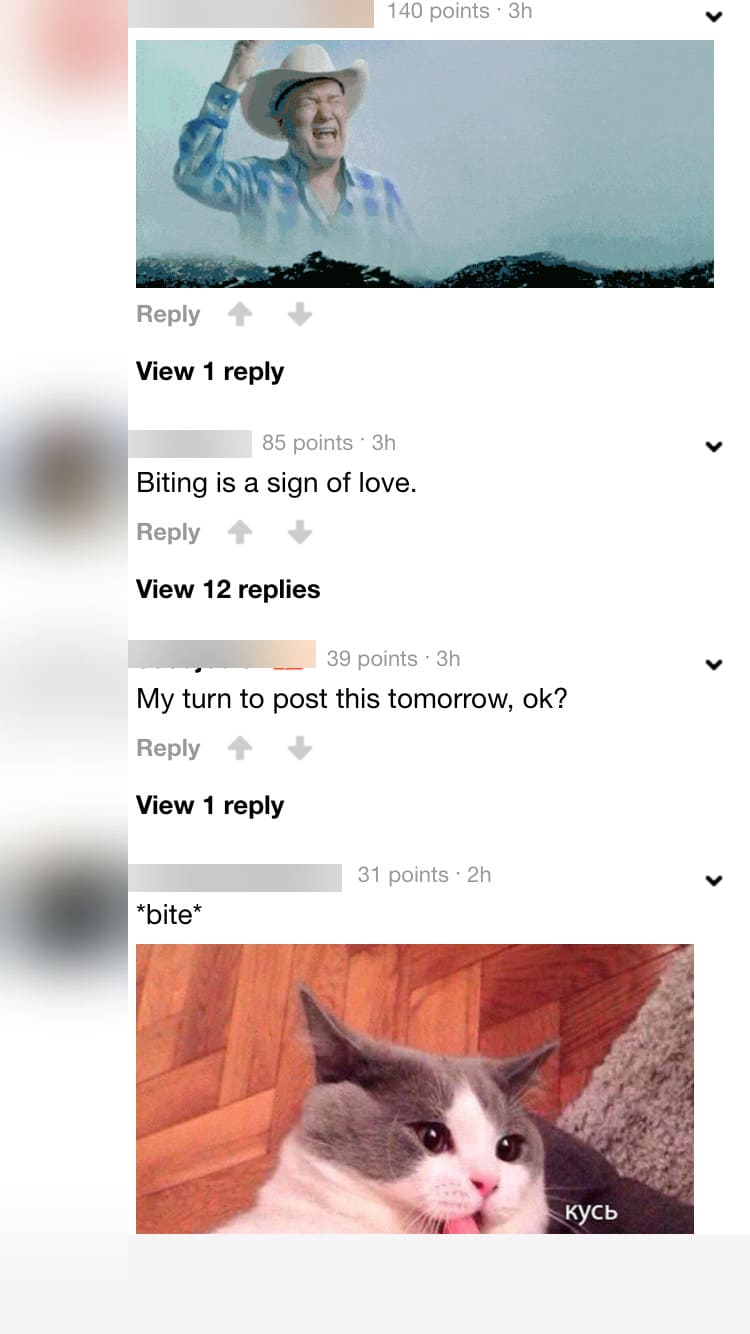 140 points · 3h
Reply
View 1 reply
85 points · 3h
Biting is a sign of love.
Reply
View 12 replies
39 points · 3h
My turn to post this tomorrow, ok?
Reply
View 1 reply
31 points · 2h
*bite*
кусь